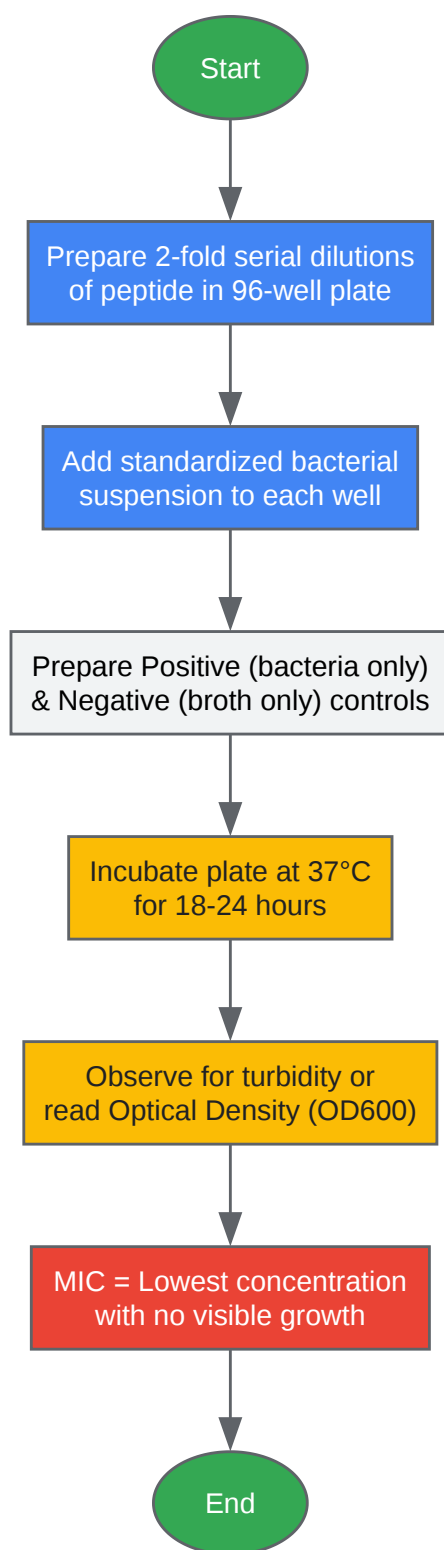 Start
Prepare 2-fold serial dilutions
of peptide in 96-well plate
Add standardized bacterial
suspension to each well
Prepare Positive (bacteria only)
& Negative (broth only) controls
Incubate plate at 37°C
for 18-24 hours
Observe for turbidity or
read Optical Density (OD600)
MIC = Lowest concentration
with no visible growth
End